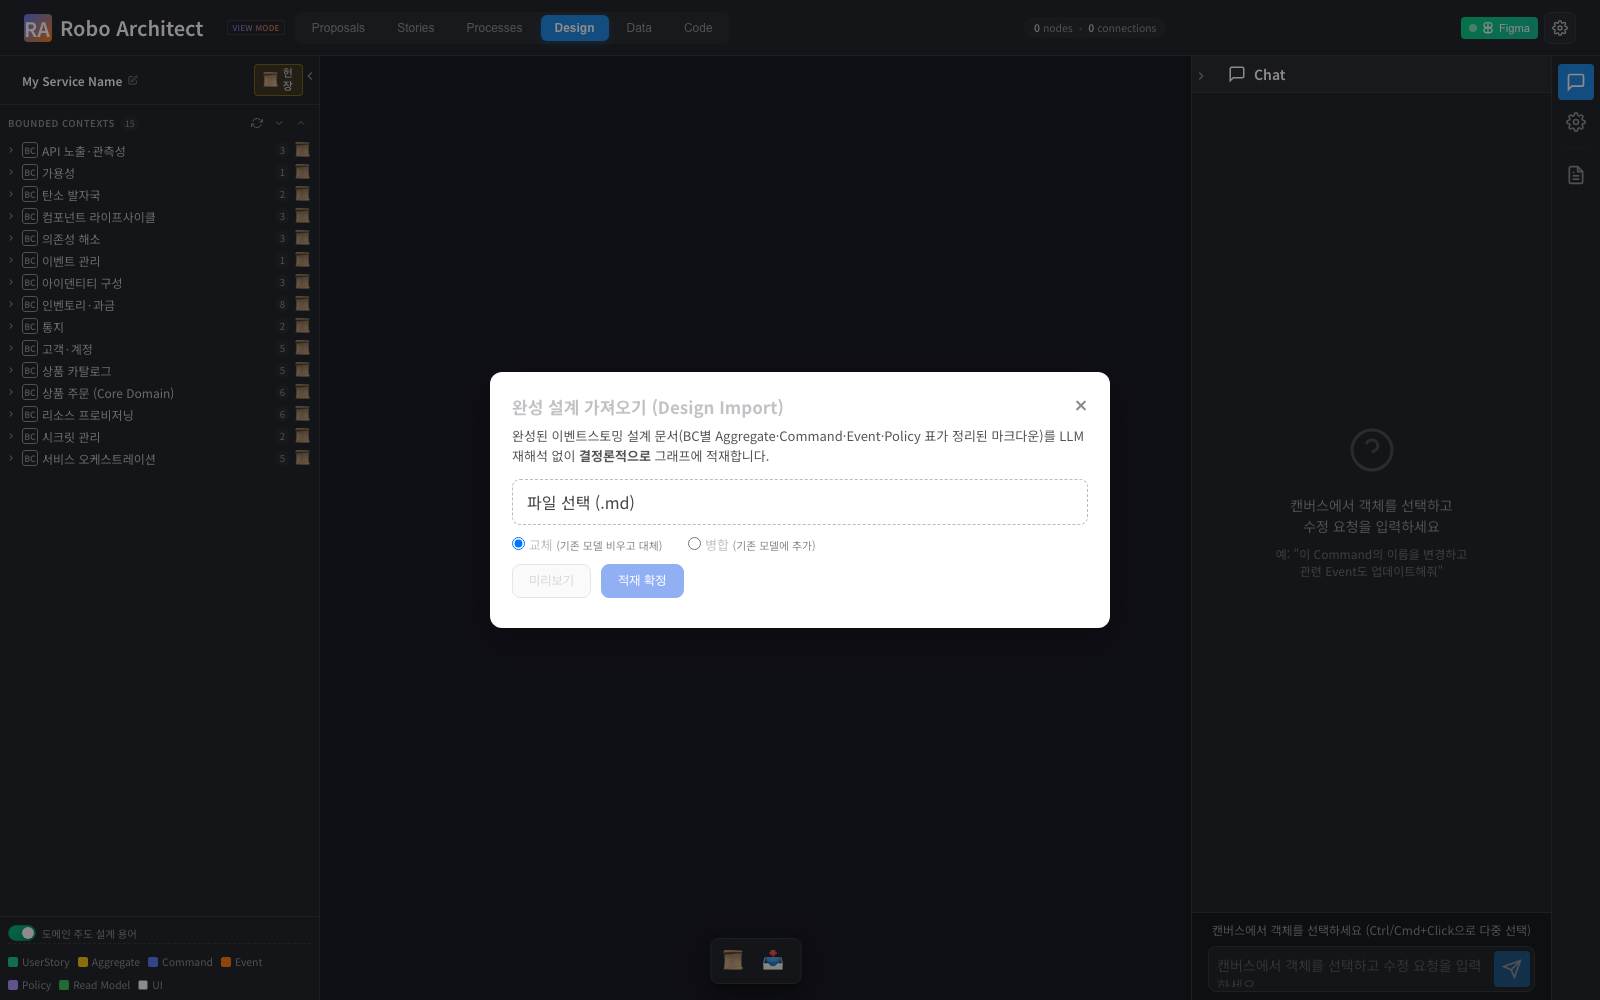 RA Robo Architect VIEW MODE Proposals Stories Processes Design Data Code 0 nodes • 0 connections Figma
My Service Name 현장
BOUNDED CONTEXTS 15
BC API 노출·관측성 3
BC 가용성 1
BC 탄소 발자국 2
BC 컴포넌트 라이프사이클 3
BC 의존성 해소 3
BC 이벤트 관리 1
BC 아이덴티티 구성 3
BC 인벤토리·과금 8
BC 통지 2
BC 고객·계정 5
BC 상품 카탈로그 5
BC 상품 주문 (Core Domain) 6
BC 리소스 프로비저닝 6
BC 시크릿 관리 2
BC 서비스 오케스트레이션 5
도메인 주도 설계 용어
UserStory Aggregate Command Event
Policy Read Model UI
완성 설계 가져오기 (Design Import) ×
완성된 이벤트스토밍 설계 문서(BC별 Aggregate·Command·Event·Policy 표가 정리된 마크다운)를 LLM
재해석 없이 결정론적으로 그래프에 적재합니다.
파일 선택 (.md)
교체 (기존 모델 비우고 대체) 병합 (기존 모델에 추가)
미리보기 적재 확정
Chat
캔버스에서 객체를 선택하고
수정 요청을 입력하세요
예: "이 Command의 이름을 변경하고
관련 Event도 업데이트해줘"
캔버스에서 객체를 선택하세요 (Ctrl/Cmd+Click으로 다중 선택)
캔버스에서 객체를 선택하고 수정 요청을 입력
하세요